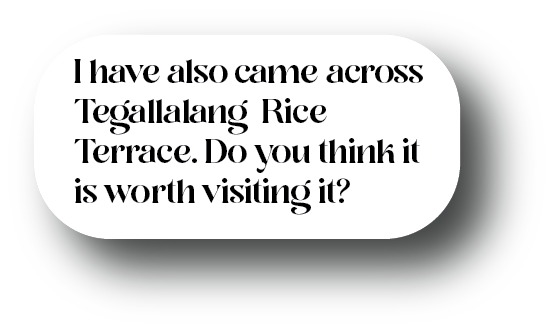 I have also came across
Tegallalang Rice
Terrace. Do you think it
is worth visiting it?